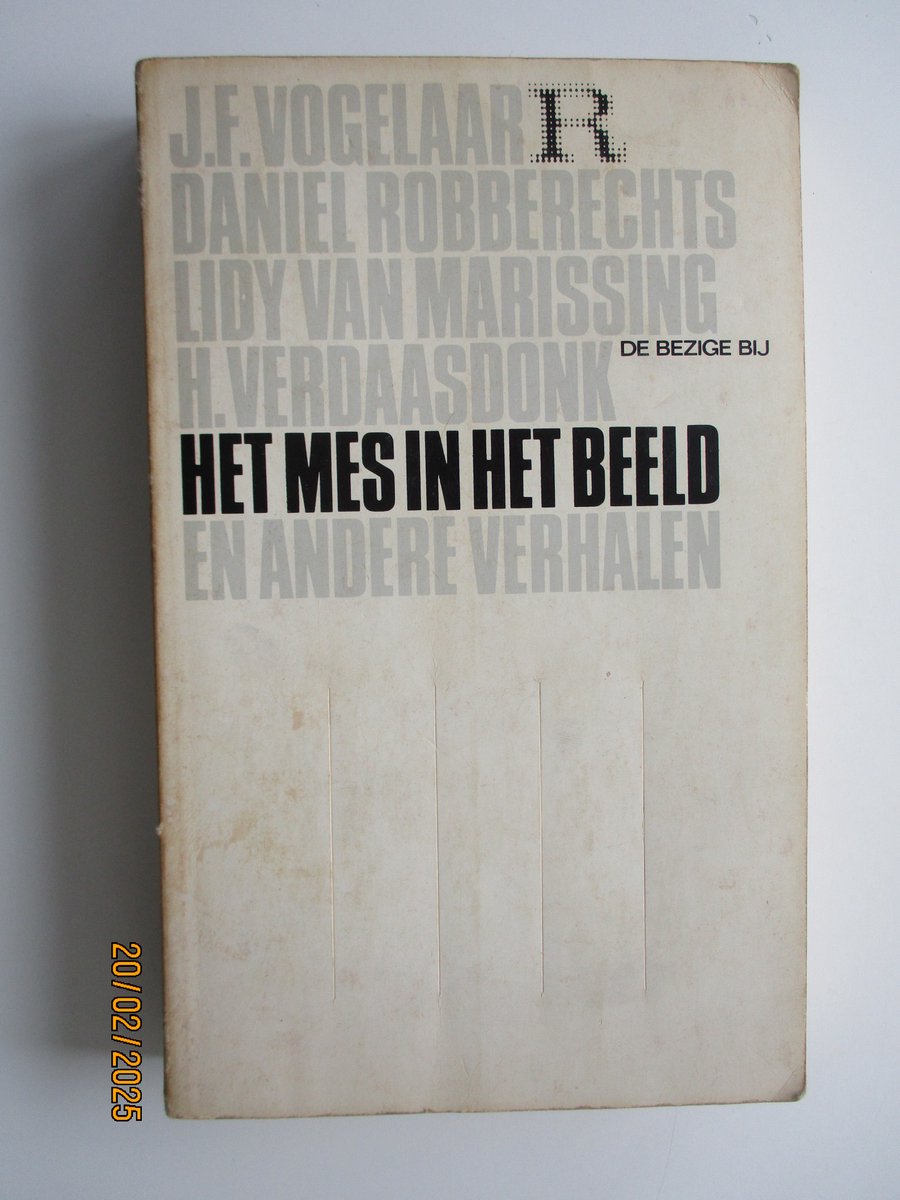 J.F. VOGELAAR R
DANIEL ROBBERECHTS
LIDY VAN MARISSING
DE BEZIGE BIJ
H. VERDAASDONK
HET MES IN HET BEELD
EN ANDERE VERHALEN
20/02/2025